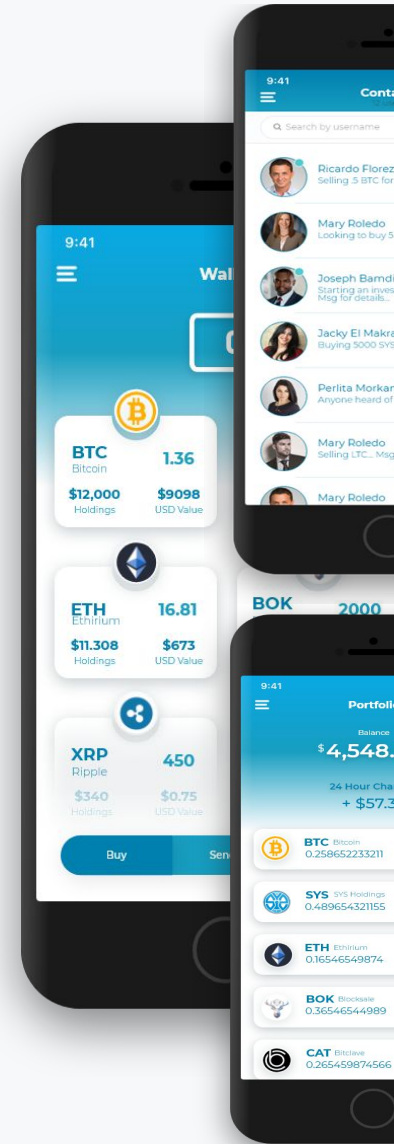 9:41
Wal
BTC
Bitcoin
1.36
$12,000
Holdings
$9098
USD Value
ETH
Ethirium
16.81
$11.308
Holdings
$673
USD Value
XRP
Ripple
450
$340
Holdings
$0.75
USD Value
Buy
Sen
BOK
2000
9:41
Conta
Search by username
Ricardo Florez
Selling .5 BTC for
Mary Roledo
Looking to buy 5
Joseph Bamdi
Starting an inves
Msg for details..
Jacky El Makra
Buying 5000 SYS
Perlita Morkan
Anyone heard of
Mary Roledo
Selling LTC... Msg
Mary Roledo
9:41
Portfoli
Balance
$4,548.
24 Hour Cha
+ $57.3
BTC Bitcoin
0.258652233211
SYS SYS Holdings
0.489654321155
ETH Ethirium
0.16546549874
BOK Blocksale
0.36546544989
CAT Bitclave
0.265459874566